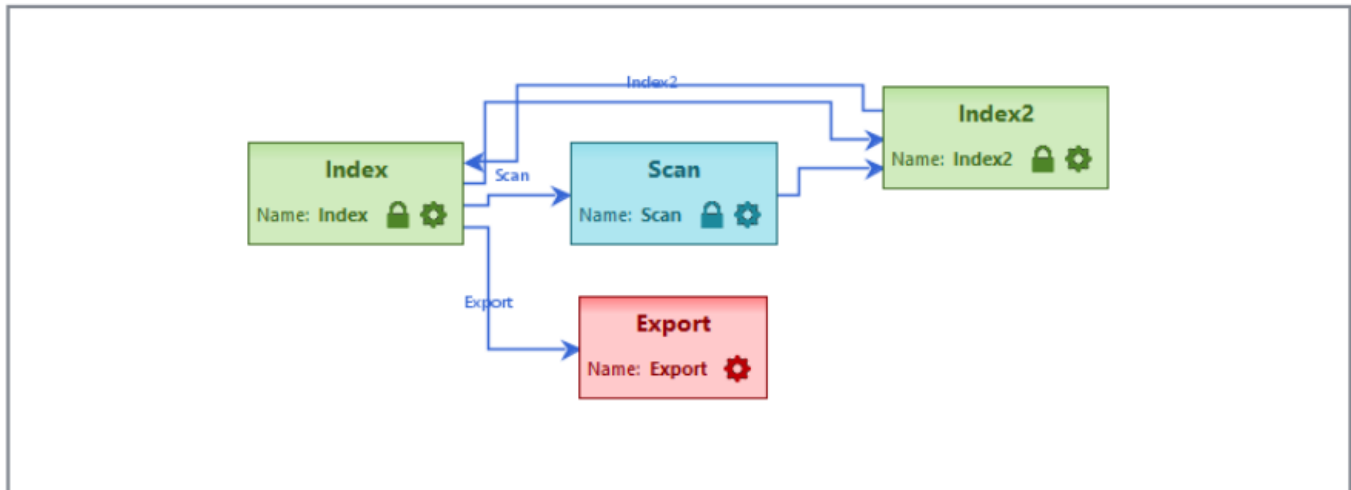 Index2
Index2
Name: Index2
Index
Name: Index
Scan
Scan
Name: Scan
Export
Export
Name: Export